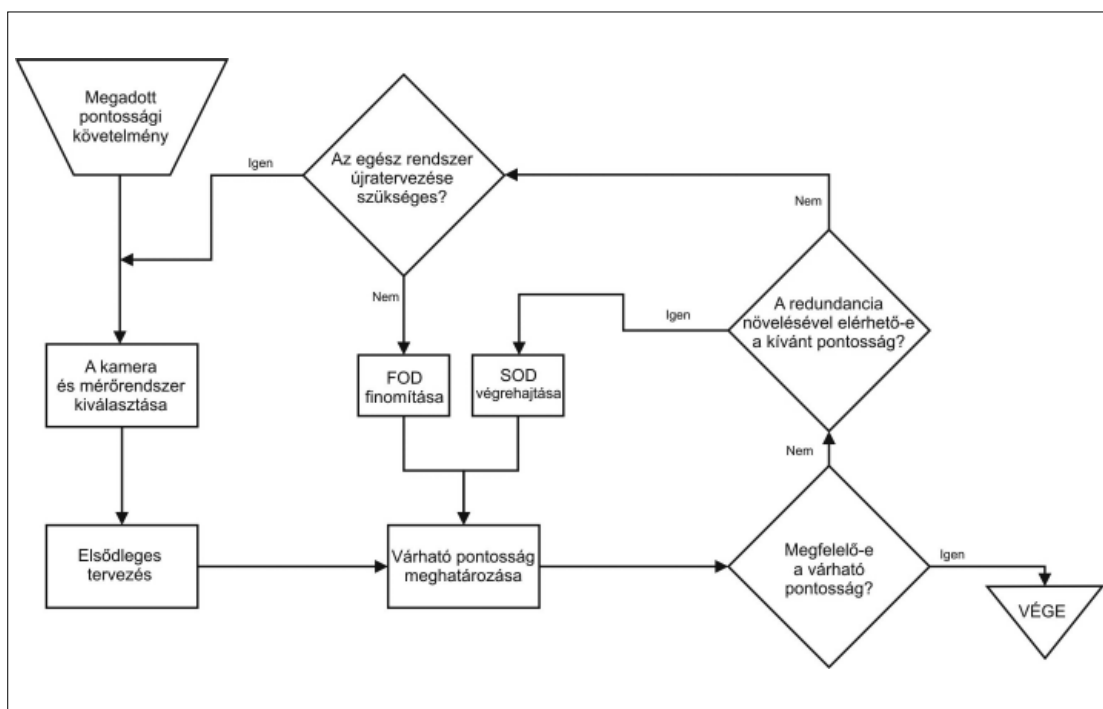 Megadott
pontossági
követelmény
Igen
Az egész rendszer
újratervezése
szükséges?
Nem
Nem
A redundancia
növelésével elérhető-e
a kívánt pontosság?
Igen
A kamera
és mérőrendszer
kiválasztása
FOD
finomítása
SOD
végrehajtása
Nem
Elsődleges
tervezés
Várható pontosság
meghatározása
Megfelelő-e
a várható
pontosság?
Igen
VÉGE